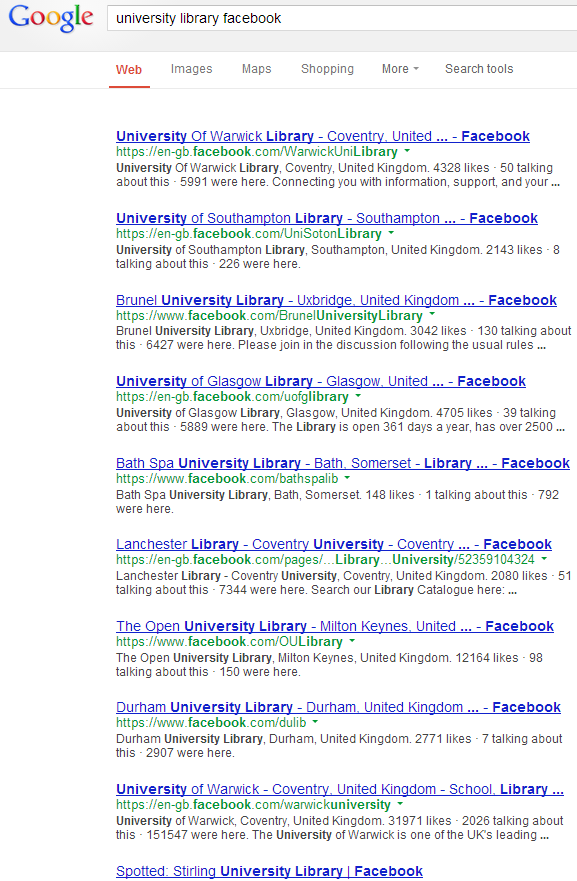 Google
university library facebook
Web Images Maps Shopping More Search tools
University Of Warwick Library - Coventry, United ... - Facebook
https://en-gb.facebook.com/WarwickUniLibrary
University Of Warwick Library, Coventry, United Kingdom. 4328 likes · 50 talking
about this · 5991 were here. Connecting you with information, support, and your ...
University of Southampton Library - Southampton ... - Facebook
https://en-gb.facebook.com/UniSotonLibrary
University of Southampton Library, Southampton, United Kingdom. 2143 likes · 8
talking about this · 226 were here.
Brunel University Library - Uxbridge, United Kingdom ... - Facebook
https://www.facebook.com/BrunelUniversityLibrary
Brunel University Library, Uxbridge, United Kingdom. 3042 likes · 130 talking about
this · 6427 were here. Please join in the discussion following the usual rules ...
University of Glasgow Library - Glasgow, United ... - Facebook
https://en-gb.facebook.com/uofglibrary
University of Glasgow Library, Glasgow, United Kingdom. 4705 likes · 39 talking
about this · 5889 were here. The Library is open 361 days a year, has over 2500 ...
Bath Spa University Library - Bath, Somerset - Library ... - Facebook
https://www.facebook.com/bathspalib
Bath Spa University Library, Bath, Somerset. 148 likes · 1 talking about this · 792
were here.
Lanchester Library - Coventry University - Coventry ... - Facebook
https://en-gb.facebook.com/pages/...Library...University/52359104324
Lanchester Library - Coventry University, Coventry, United Kingdom. 2080 likes · 51
talking about this · 7344 were here. Search our Library Catalogue here: ...
The Open University Library - Milton Keynes, United ... - Facebook
https://www.facebook.com/OULibrary
The Open University Library, Milton Keynes, United Kingdom. 12164 likes · 98
talking about this · 150 were here.
Durham University Library - Durham, United Kingdom ... - Facebook
https://www.facebook.com/dulib
Durham University Library, Durham, United Kingdom. 2771 likes · 7 talking about
this · 2907 were here.
University of Warwick - Coventry, United Kingdom - School, Library ...
https://en-gb.facebook.com/warwickuniversity
University of Warwick, Coventry, United Kingdom. 31971 likes · 2026 talking about
this · 151547 were here. The University of Warwick is one of the UK's leading ...
Spotted: Stirling University Library | Facebook